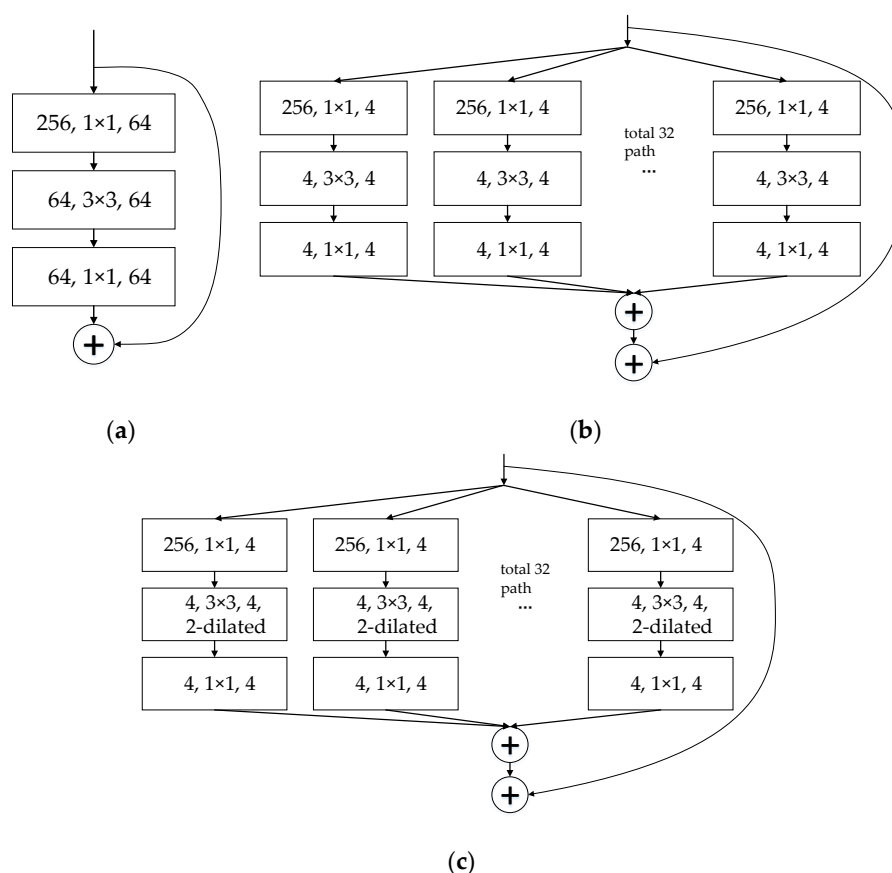 256, 1×1, 64
64, 3×3, 64
64, 1×1, 64
+
(a)
256, 1×1, 4
256, 1×1, 4
256, 1×1, 4
total 32
path
...
4, 3×3, 4
4, 3×3, 4
4, 3×3, 4
4, 1×1, 4
4, 1×1, 4
4, 1×1, 4
+
+
(b)
256, 1×1, 4
256, 1×1, 4
256, 1×1, 4
total 32
path
...
4, 3×3, 4,
2-dilated
4, 3×3, 4,
2-dilated
4, 3×3, 4,
2-dilated
4, 1×1, 4
4, 1×1, 4
4, 1×1, 4
+
+
(c)